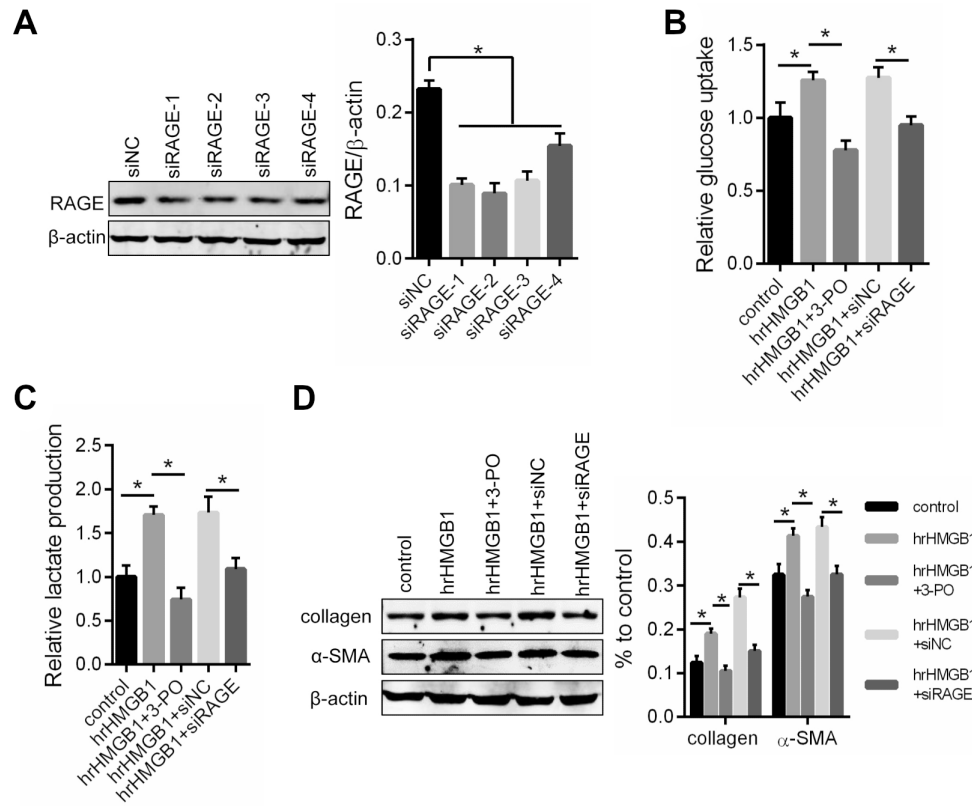 A
siNC
siRAGE-1
siRAGE-2
siRAGE-3
siRAGE-4
RAGE
β-actin
RAGE/β-actin
0.3
0.2
0.1
0.0
*
siNC
siRAGE-1
siRAGE-2
siRAGE-3
siRAGE-4
B
Relative glucose uptake
1.5
1.0
0.5
0.0
*
*
*
control
hrHMGB1
hrHMGB1+3-PO
hrHMGB1+siNC
hrHMGB1+siRAGE
C
Relative lactate production
2.5
2.0
1.5
1.0
0.5
0.0
*
*
*
control
hrHMGB1
hrHMGB1+3-PO
hrHMGB1+siNC
hrHMGB1+siRAGE
D
control
hrHMGB1
hrHMGB1+3-PO
hrHMGB1+siNC
hrHMGB1+siRAGE
collagen
α-SMA
β-actin
% to control
0.5
0.4
0.3
0.2
0.1
0.0
*
*
*
*
*
*
collagen
α-SMA
control
hrHMGB1
hrHMGB1
+3-PO
hrHMGB1
+siNC
hrHMGB1
+siRAGE